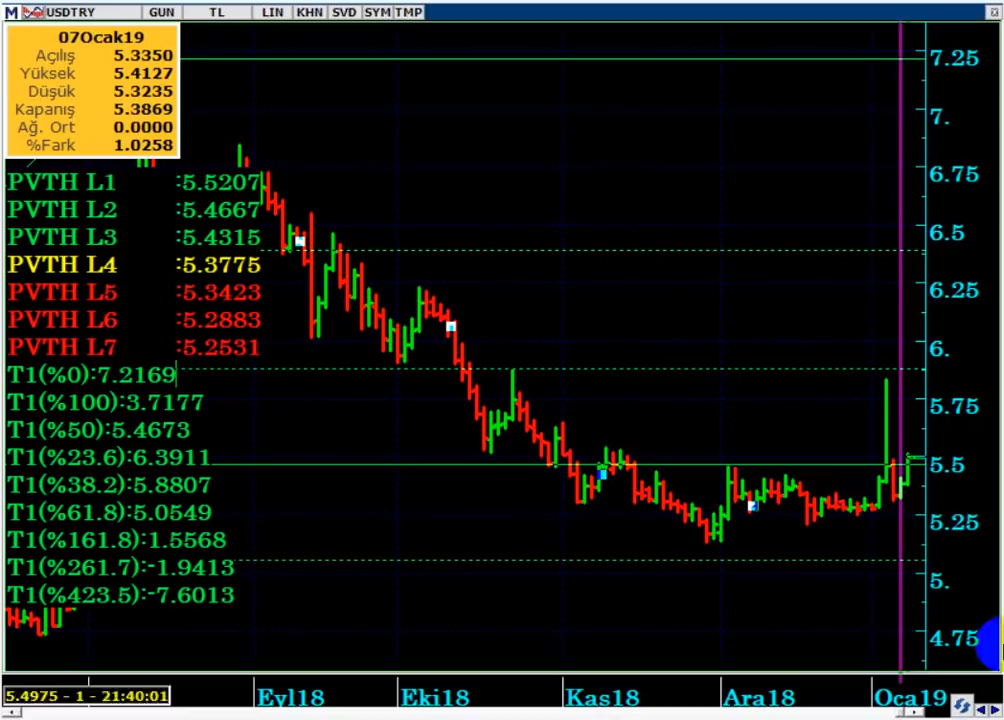 M USDTRY GUN TL LIN KHN SVD SYM TMP
07Ocak19
Açılış 5.3350
Yüksek 5.4127
Düşük 5.3235
Kapanış 5.3869
Ağ. Ort 0.0000
%Fark 1.0258
PVTH L1 :5.5207
PVTH L2 :5.4667
PVTH L3 :5.4315
PVTH L4 :5.3775
PVTH L5 :5.3423
PVTH L6 :5.2883
PVTH L7 :5.2531
T1(%0):7.2169
T1(%100):3.7177
T1(%50):5.4673
T1(%23.6):6.3911
T1(%38.2):5.8807
T1(%61.8):5.0549
T1(%161.8):1.5568
T1(%261.7):-1.9413
T1(%423.5):-7.6013
7.25
7.
6.75
6.5
6.25
6.
5.75
5.5
5.25
5.
4.75
5.4975 - 1 - 21:40:01
Eyl18 Eki18 Kas18 Ara18 Oca19